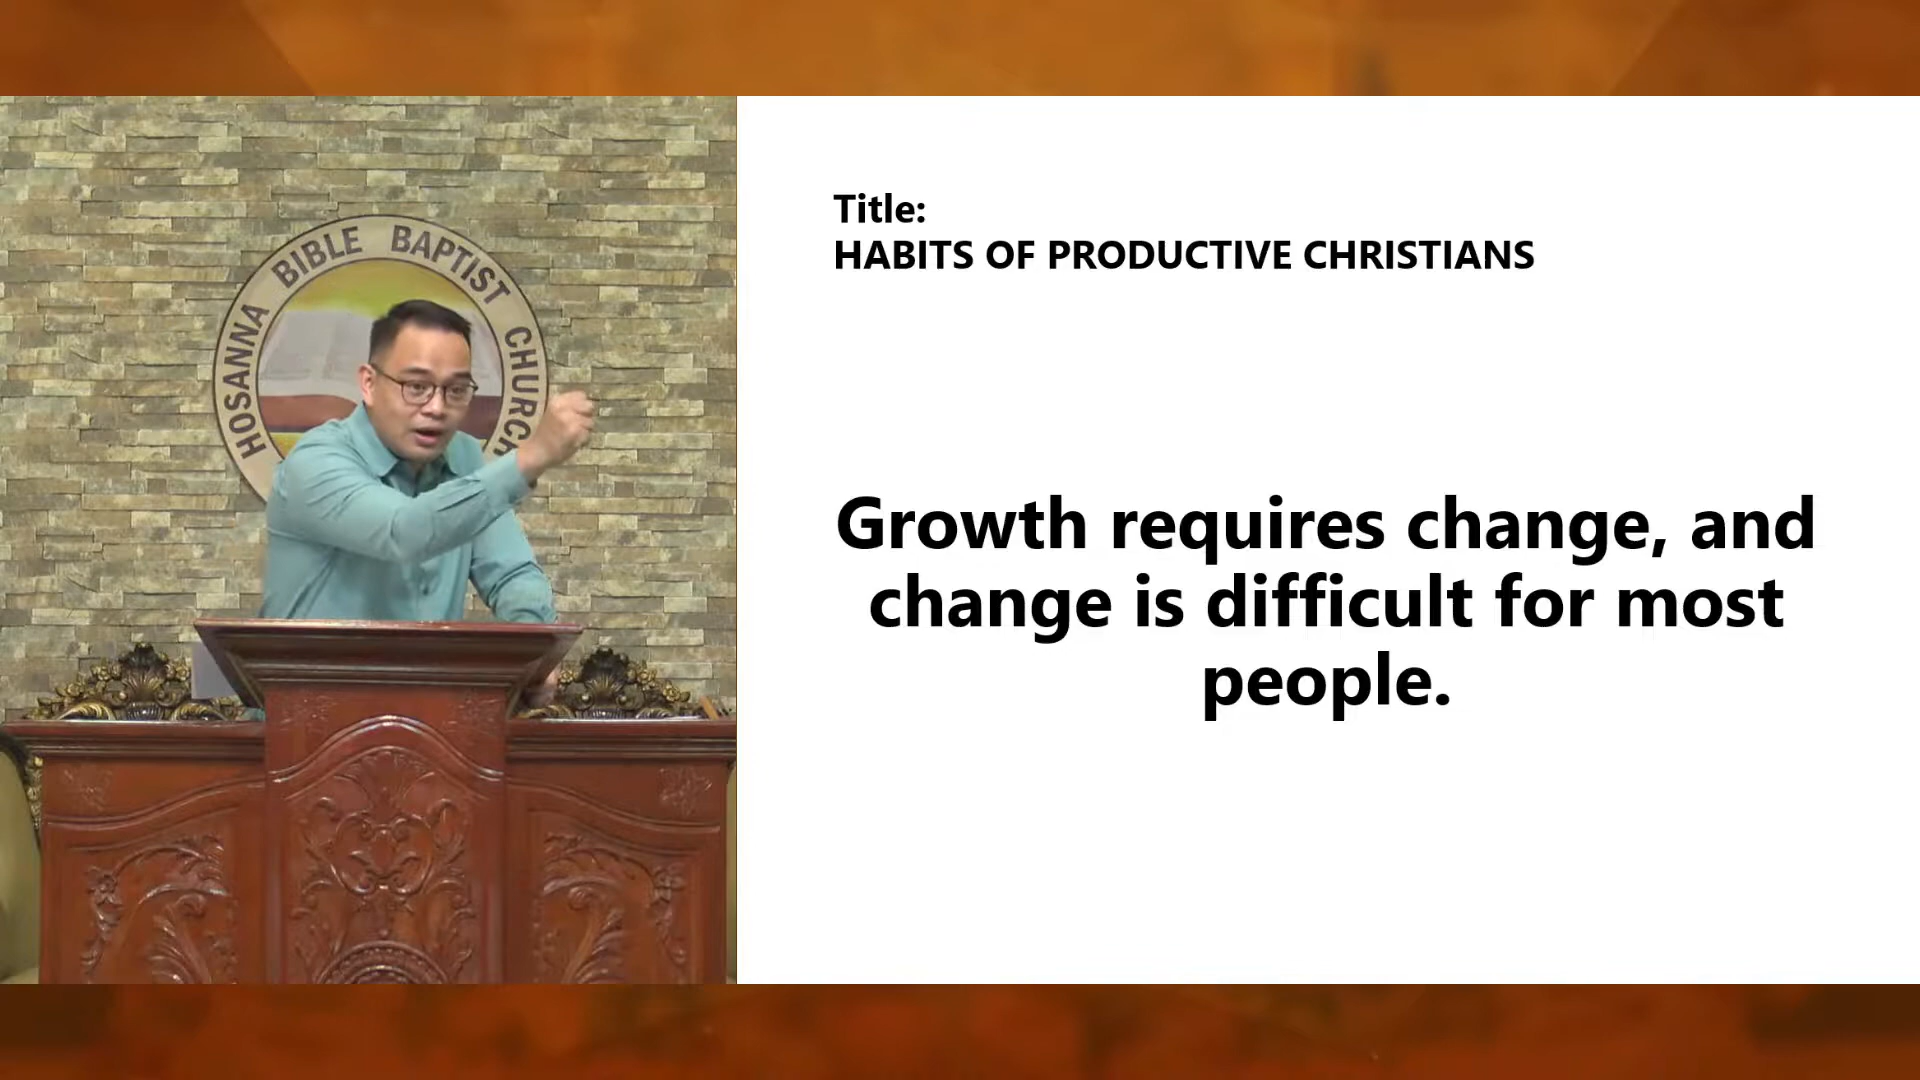 HOSANNA BIBLE BAPTIST CHURCH
Title:
HABITS OF PRODUCTIVE CHRISTIANS
Growth requires change, and
change is difficult for most
people.